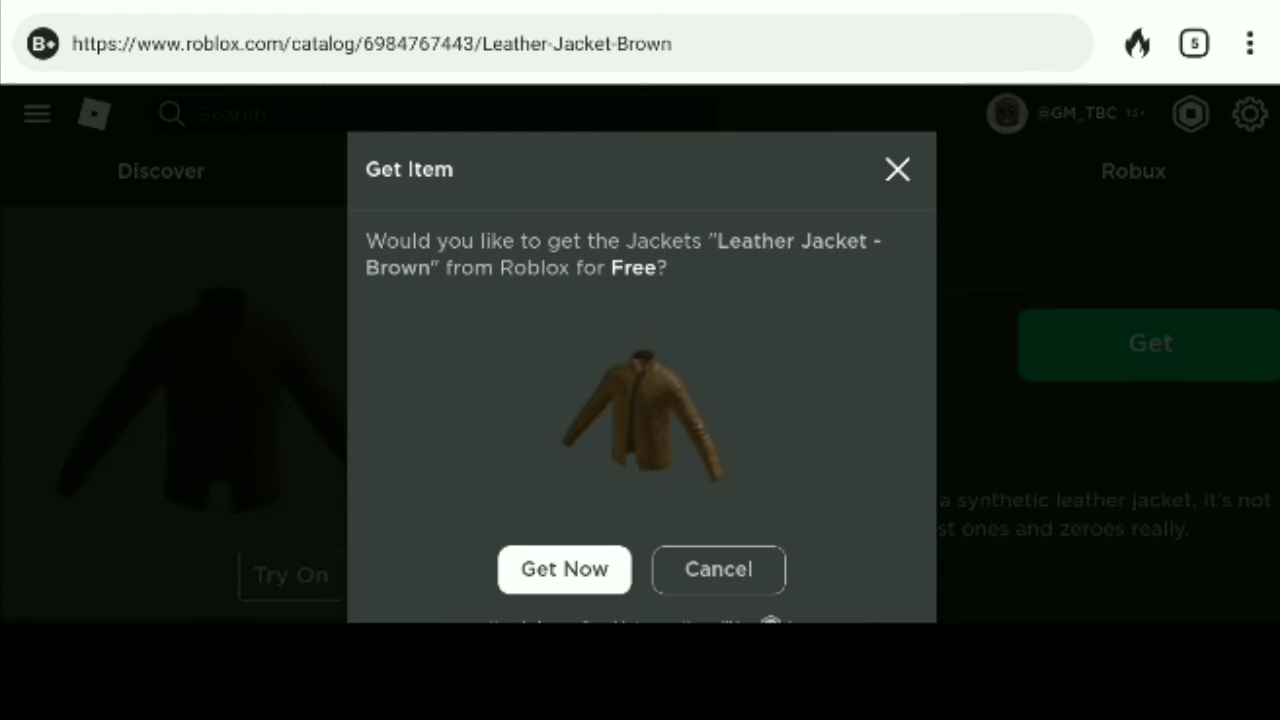 B+ https://www.roblox.com/catalog/6984767443/Leather-Jacket-Brown 5
Search
@GM_TBC 13+
Discover
Robux
Get Item
Would you like to get the Jackets "Leather Jacket -
Brown" from Roblox for Free?
Get
a synthetic leather jacket, it's not
st ones and zeroes really.
Try On
Get Now
Cancel